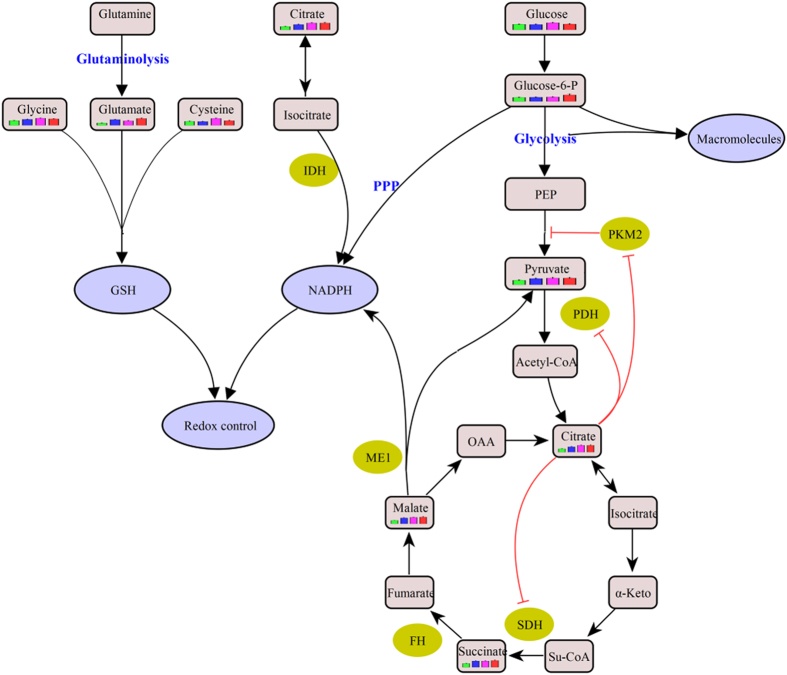 Glutamine
Citrate
Glucose
Glutaminolysis
Glucose-6-P
Glycine
Glutamate
Cysteine
Isocitrate
Glycolysis
Macromolecules
IDH
PPP
PEP
PKM2
Pyruvate
GSH
NADPH
PDH
Acetyl-CoA
Redox control
OAA
Citrate
ME1
Malate
Isocitrate
Fumarate
α-Keto
SDH
FH
Succinate
Su-CoA